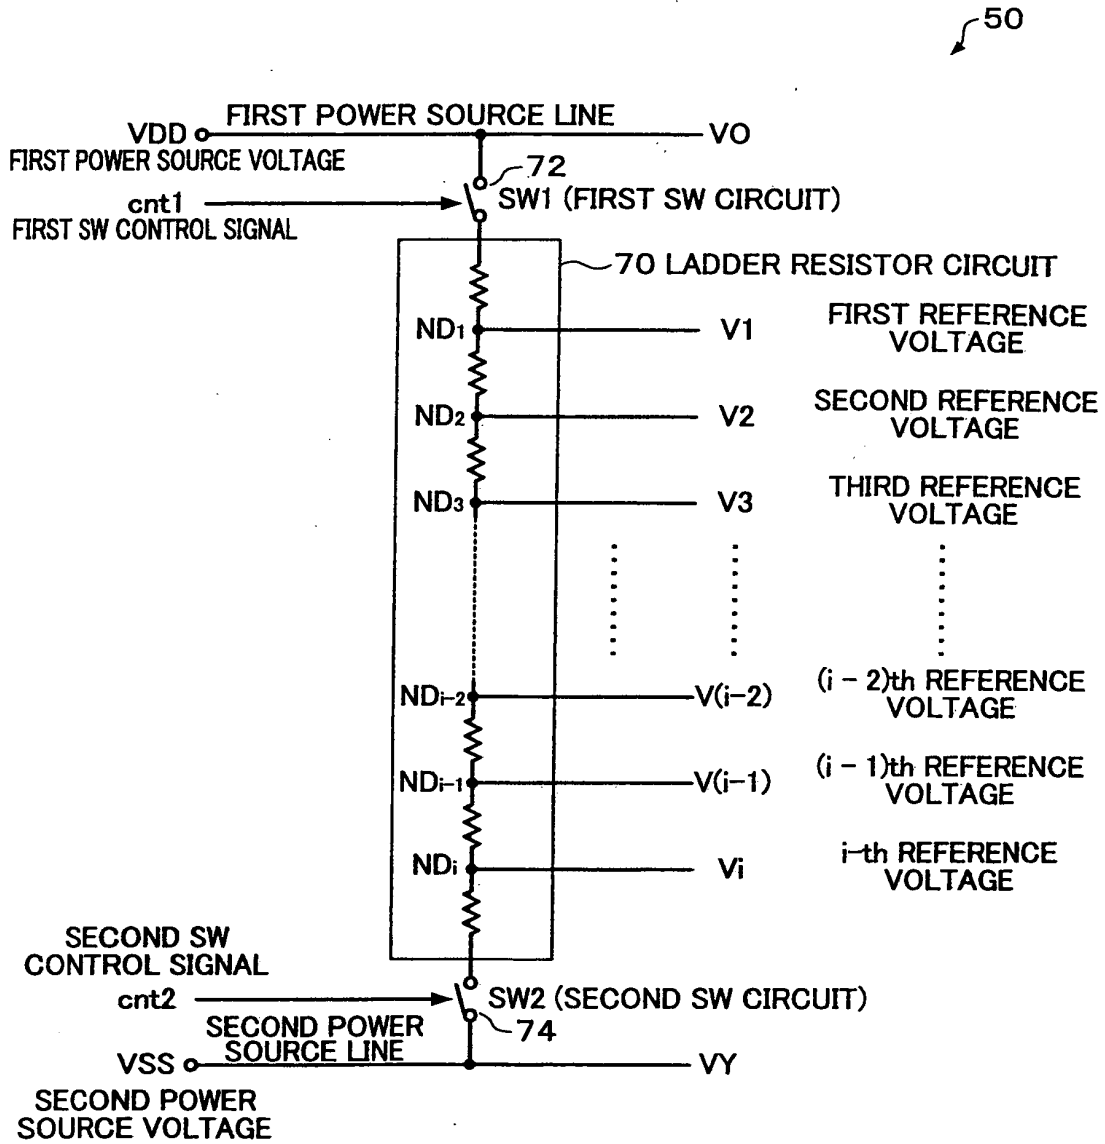 50
FIRST POWER SOURCE LINE
VDD
VO
FIRST POWER SOURCE VOLTAGE
72
cnt1
SW1 (FIRST SW CIRCUIT)
FIRST SW CONTROL SIGNAL
70 LADDER RESISTOR CIRCUIT
ND1
V1
FIRST REFERENCE
VOLTAGE
ND2
V2
SECOND REFERENCE
VOLTAGE
ND3
V3
THIRD REFERENCE
VOLTAGE
NDi-2
V(i-2)
(i - 2)th REFERENCE
VOLTAGE
NDi-1
V(i-1)
(i - 1)th REFERENCE
VOLTAGE
NDi
Vi
i-th REFERENCE
VOLTAGE
SECOND SW
CONTROL SIGNAL
cnt2
SW2 (SECOND SW CIRCUIT)
74
SECOND POWER
SOURCE LINE
VSS
VY
SECOND POWER
SOURCE VOLTAGE